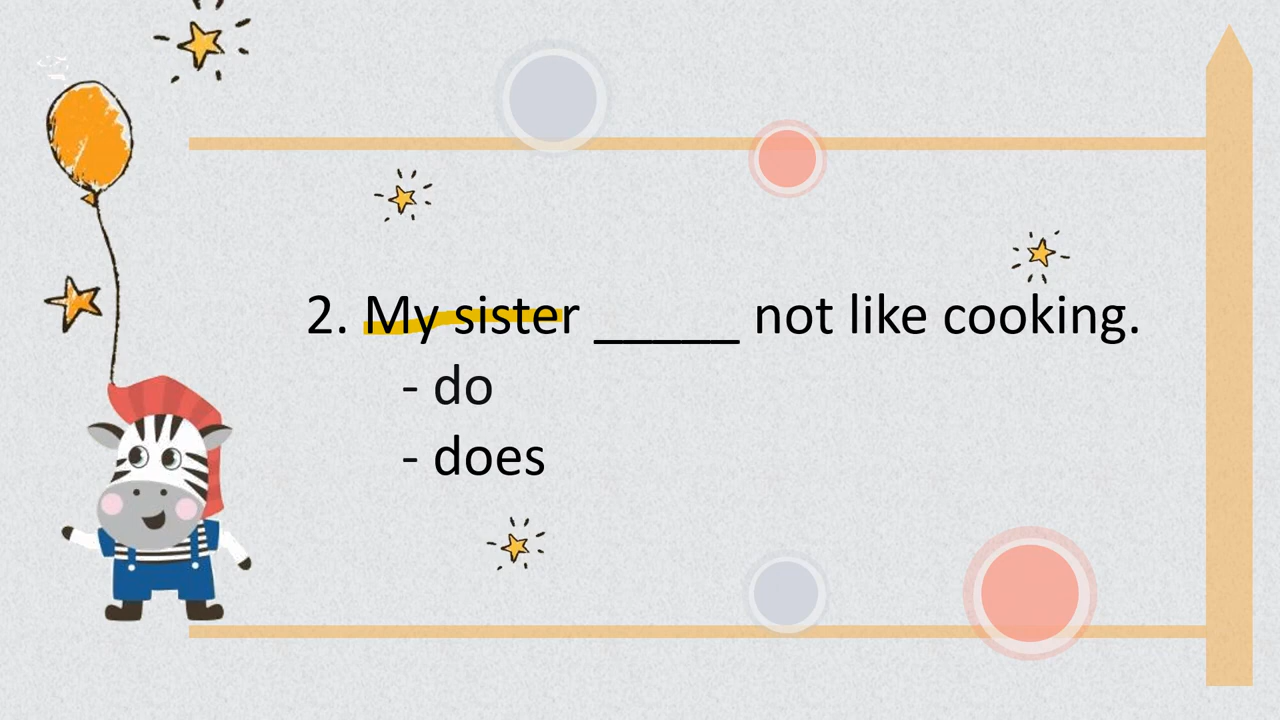 2. My sister _____ not like cooking.
- do
- does